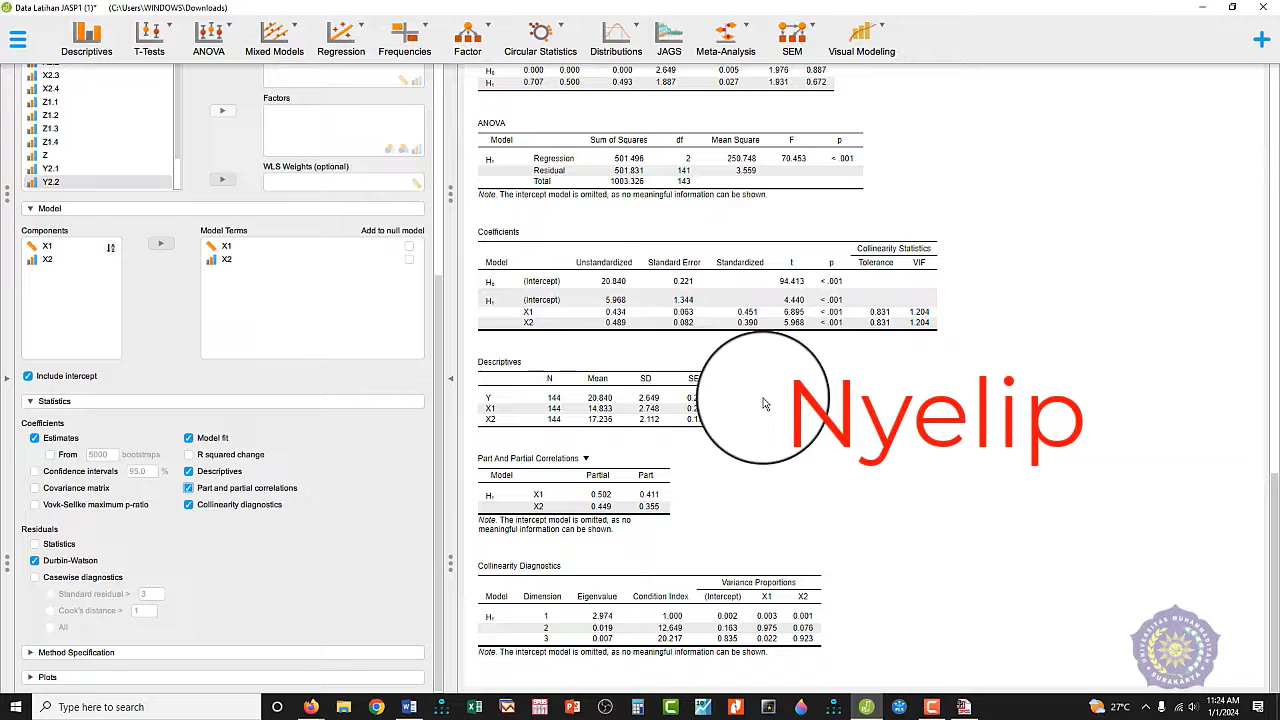 Data Latihan JASP1 (1)* (C:\Users\WINDOWS\Downloads)
Descriptives T-Tests ANOVA Mixed Models Regression Frequencies Factor Circular Statistics Distributions JAGS Meta-Analysis SEM Visual Modeling
X2.3
X2.4
Z1.1
Z1.2
Z1.3
Z1.4
Z
Y2.1
Y2.2
Factors
WLS Weights (optional)
Model
Components Model Terms Add to null model
X1 X1
X2 X2
Include intercept
Statistics
Coefficients
Estimates Model fit
From 5000 bootstraps R squared change
Confidence intervals 95.0 % Descriptives
Covariance matrix Part and partial correlations
Vovk-Selke maximum p-ratio Collinearity diagnostics
Residuals
Statistics
Durbin-Watson
Casewise diagnostics
Standard residual > 3
Cook's distance > 1
All
Method Specification
Plots
H₀ 0.000 0.000 0.000 2.649 0.005 1.976 0.887
H₁ 0.707 0.500 0.493 1.887 0.027 1.931 0.672
ANOVA
Model Sum of Squares df Mean Square F p
H₁ Regression 501.496 2 250.748 70.453 < .001
Residual 501.831 141 3.559
Total 1003.326 143
Note. The intercept model is omitted, as no meaningful information can be shown.
Coefficients
Collinearity Statistics
Model Unstandardized Standard Error Standardized t p Tolerance VIF
H₀ (Intercept) 20.840 0.221 94.413 < .001
H₁ (Intercept) 5.968 1.344 4.440 < .001
X1 0.434 0.063 0.451 6.895 < .001 0.831 1.204
X2 0.489 0.082 0.390 5.968 < .001 0.831 1.204
Descriptives
N Mean SD
Y 144 20.840 2.649
X1 144 14.833 2.748
X2 144 17.236 2.112
Nyelip
Part And Partial Correlations
Model Partial Part
H₁ X1 0.502 0.411
X2 0.449 0.355
Note. The intercept model is omitted, as no
meaningful information can be shown.
Collinearity Diagnostics
Variance Proportions
Model Dimension Eigenvalue Condition Index (Intercept) X1 X2
H₁ 1 2.974 1.000 0.002 0.003 0.001
2 0.019 12.649 0.163 0.975 0.076
3 0.007 20.217 0.835 0.022 0.923
Note. The intercept model is omitted, as no meaningful information can be shown.
Type here to search
27°C
11:24 AM
1/1/2024